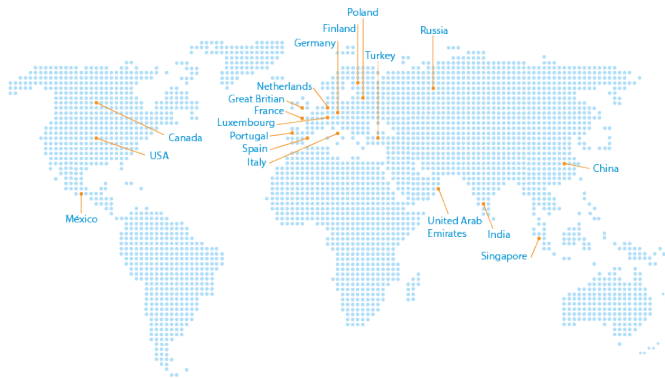 Poland
Finland
Russia
Germany
Turkey
Netherlands
Great Britian
France
Luxembourg
Canada
Portugal
Spain
USA
Italy
China
México
United Arab
Emirates
India
Singapore